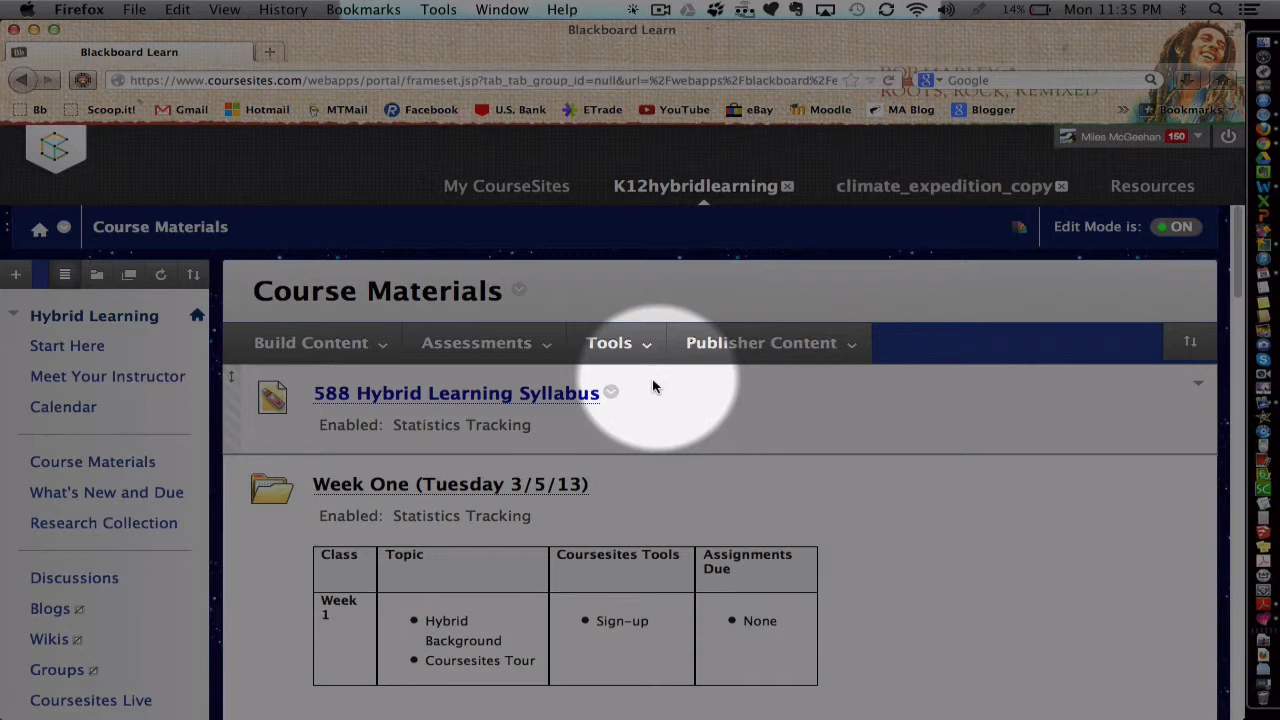 Firefox File Edit View History Bookmarks Tools Window Help 14% Mon 11:35 PM
Blackboard Learn
Bb Blackboard Learn
https://www.coursesites.com/webapps/portal/frameset.jsp?tab_tab_group_id=null&url=%2Fwebapps%2Fblackboard%2Fe Google
ROOTS, ROCK, REMIXED
Bb Scoop.it! Gmail Hotmail MTMail Facebook U.S. Bank ETrade YouTube eBay Moodle MA Blog Blogger Bookmarks
Miles McGeehan 150
My CourseSites K12hybridlearning climate_expedition_copy Resources
Course Materials Edit Mode is: ON
Course Materials
Build Content Assessments Tools Publisher Content
Hybrid Learning
Start Here
Meet Your Instructor
Calendar
Course Materials
What's New and Due
Research Collection
Discussions
Blogs
Wikis
Groups
Coursesites Live
588 Hybrid Learning Syllabus
Enabled: Statistics Tracking
Week One (Tuesday 3/5/13)
Enabled: Statistics Tracking
Class Topic Coursesites Tools Assignments
Due
Week
1
Hybrid
Background
Coursesites Tour
Sign-up
None